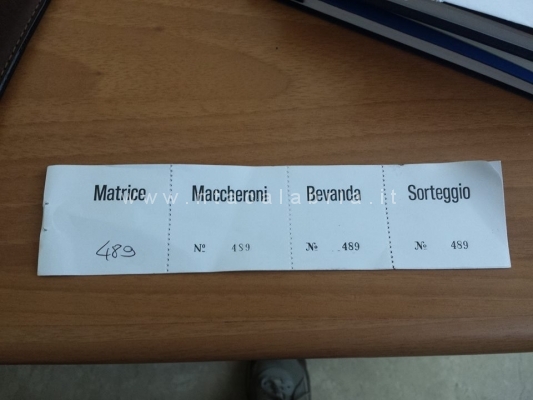 Matrice Maccheroni Bevanda Sorteggio
489 Nº 489 Nº 489 Nº 489